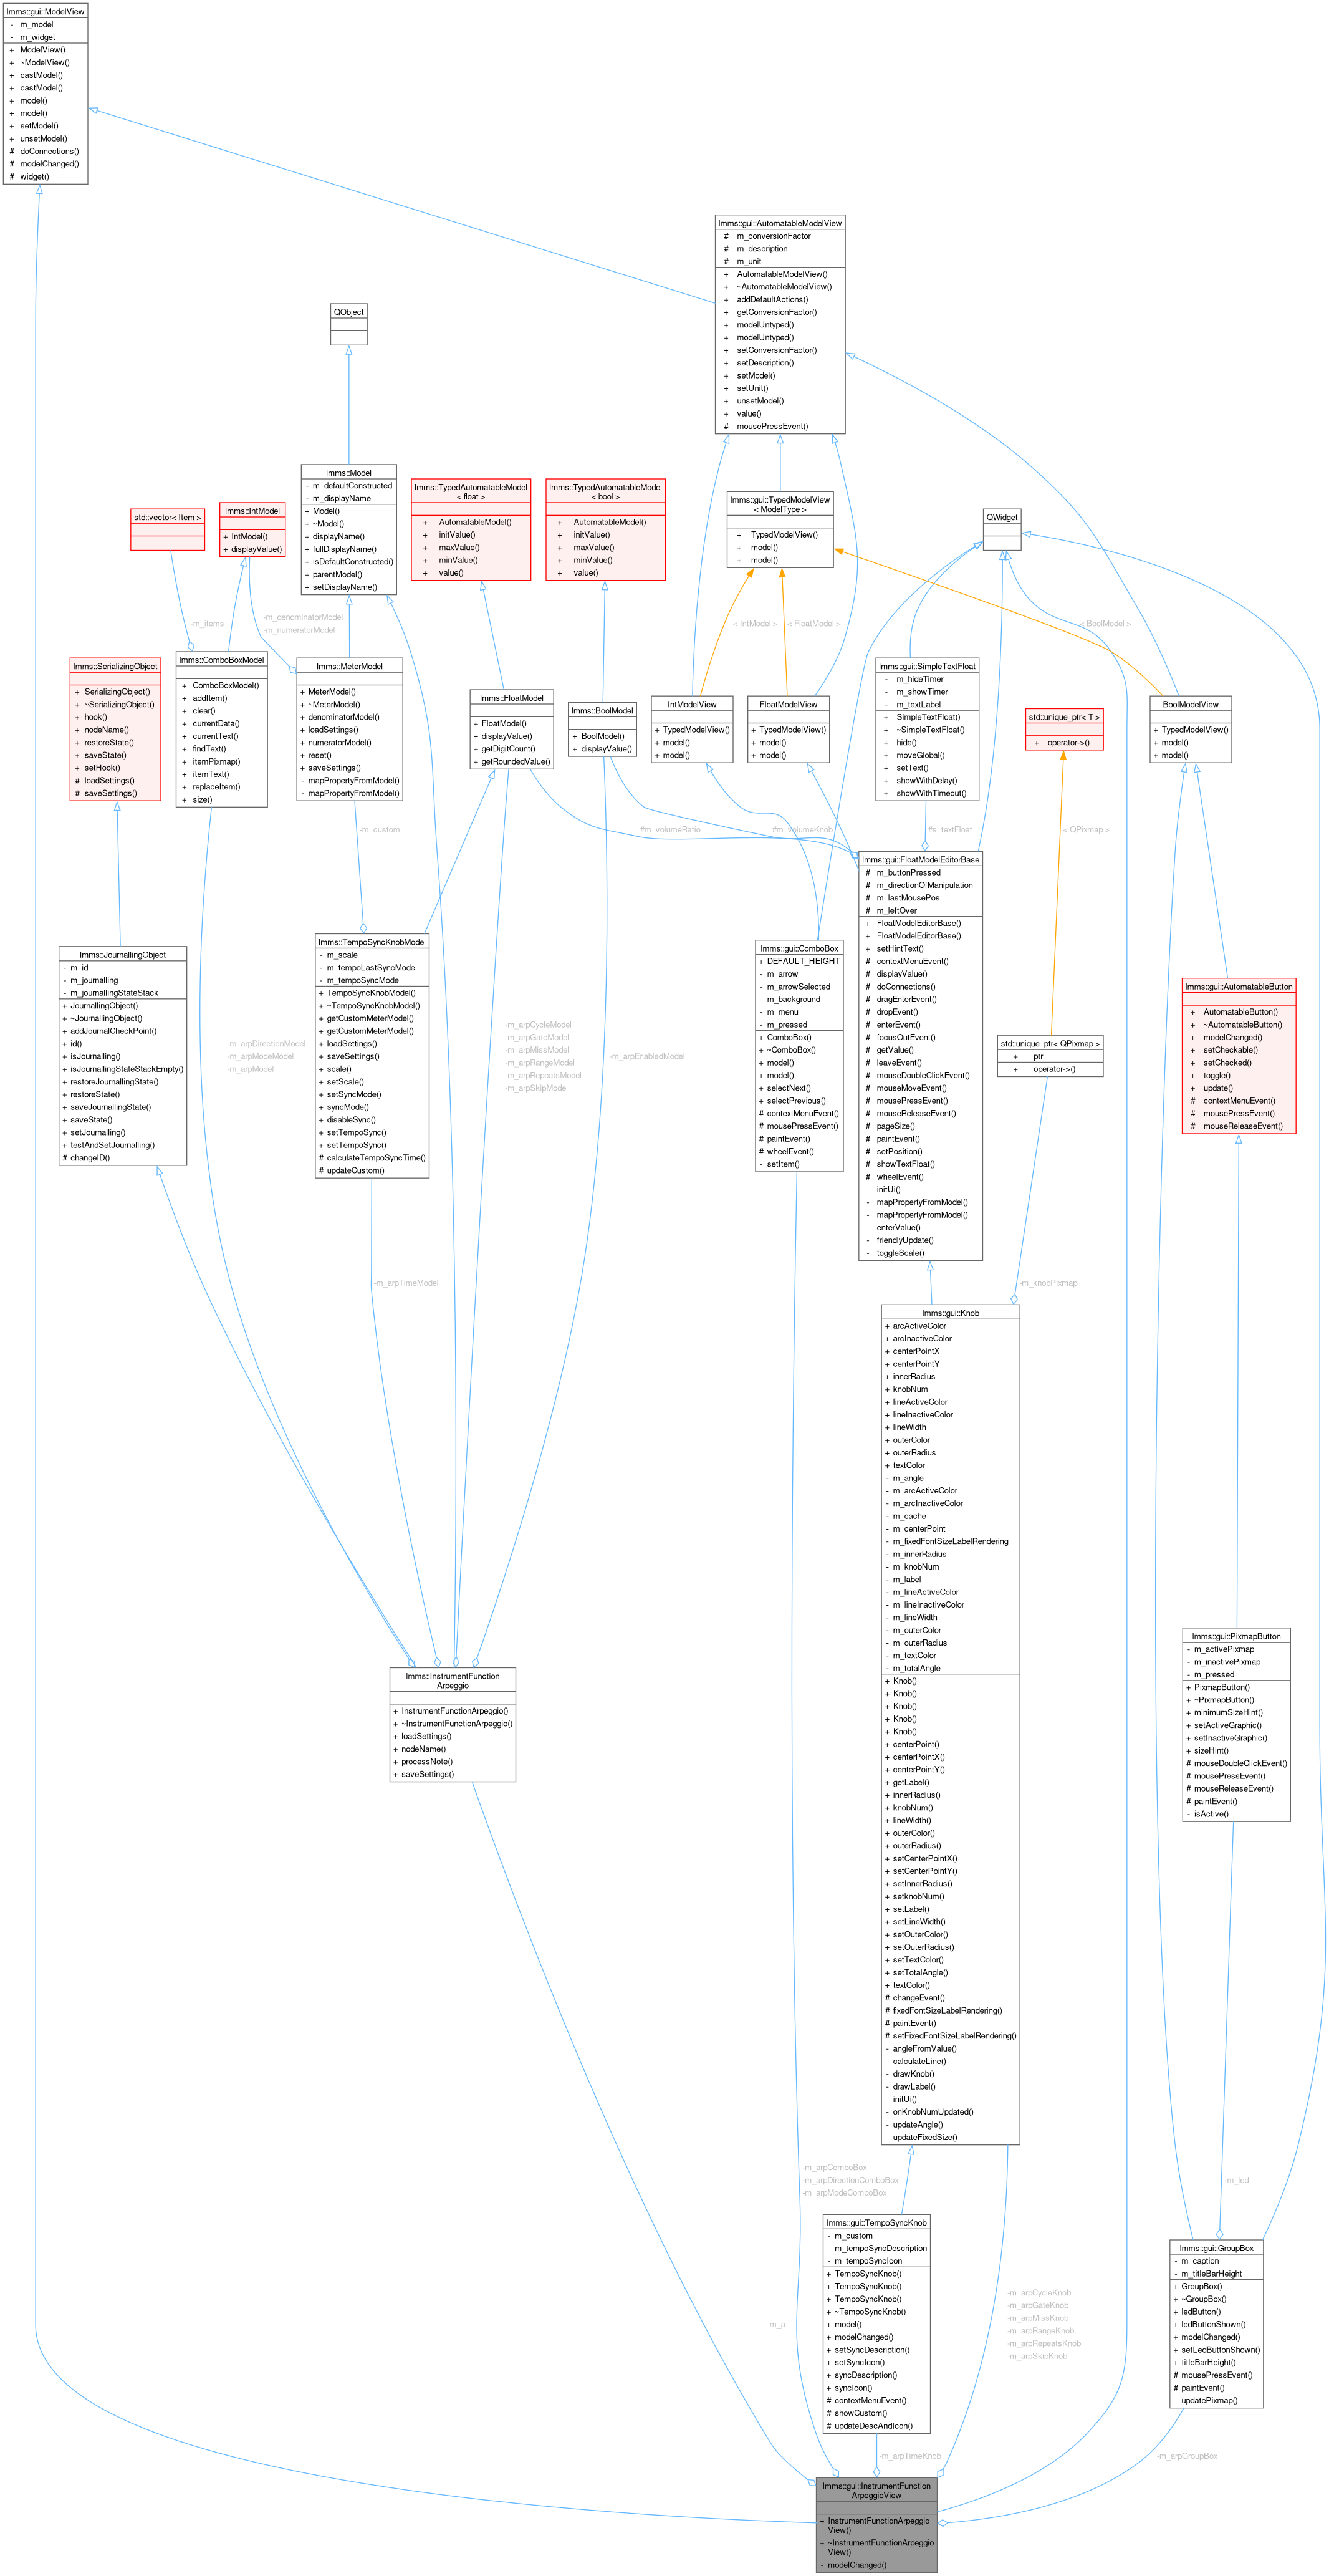 lmms::gui::ModelView
- m_model
- m_widget
+ ModelView()
+ ~ModelView()
+ castModel()
+ castModel()
+ model()
+ model()
+ setModel()
+ unsetModel()
# doConnections()
# modelChanged()
# widget()
lmms::gui::AutomatableModelView
# m_conversionFactor
# m_description
# m_unit
+ AutomatableModelView()
+ ~AutomatableModelView()
+ addDefaultActions()
+ getConversionFactor()
+ modelUntyped()
+ modelUntyped()
+ setConversionFactor()
+ setDescription()
+ setModel()
+ setUnit()
+ unsetModel()
+ value()
# mousePressEvent()
QObject
lmms::Model
- m_defaultConstructed
- m_displayName
+ Model()
+ ~Model()
+ displayName()
+ fullDisplayName()
+ isDefaultConstructed()
+ parentModel()
+ setDisplayName()
lmms::TypedAutomatableModel
< float >
+ AutomatableModel()
+ initValue()
+ maxValue()
+ minValue()
+ value()
lmms::TypedAutomatableModel
< bool >
+ AutomatableModel()
+ initValue()
+ maxValue()
+ minValue()
+ value()
lmms::gui::TypedModelView
< ModelType >
+ TypedModelView()
+ model()
+ model()
QWidget
std::vector< Item >
lmms::IntModel
+ IntModel()
+ displayValue()
-m_items
-m_denominatorModel
-m_numeratorModel
< IntModel >
< FloatModel >
< BoolModel >
lmms::SerializingObject
+ SerializingObject()
+ ~SerializingObject()
+ hook()
+ nodeName()
+ restoreState()
+ saveState()
+ setHook()
# loadSettings()
# saveSettings()
lmms::ComboBoxModel
+ ComboBoxModel()
+ addItem()
+ clear()
+ currentData()
+ currentText()
+ findText()
+ itemPixmap()
+ itemText()
+ replaceItem()
+ size()
lmms::MeterModel
+ MeterModel()
+ ~MeterModel()
+ denominatorModel()
+ loadSettings()
+ numeratorModel()
+ reset()
+ saveSettings()
- mapPropertyFromModel()
- mapPropertyFromModel()
lmms::FloatModel
+ FloatModel()
+ displayValue()
+ getDigitCount()
+ getRoundedValue()
lmms::BoolModel
+ BoolModel()
+ displayValue()
IntModelView
+ TypedModelView()
+ model()
+ model()
FloatModelView
+ TypedModelView()
+ model()
+ model()
lmms::gui::SimpleTextFloat
- m_hideTimer
- m_showTimer
- m_textLabel
+ SimpleTextFloat()
+ ~SimpleTextFloat()
+ hide()
+ moveGlobal()
+ setText()
+ showWithDelay()
+ showWithTimeout()
std::unique_ptr< T >
+ operator->()
BoolModelView
+ TypedModelView()
+ model()
+ model()
-m_custom
#m_volumeRatio
#m_volumeKnob
#s_textFloat
< QPixmap >
lmms::JournallingObject
- m_id
- m_journalling
- m_journallingStateStack
+ JournallingObject()
+ ~JournallingObject()
+ addJournalCheckPoint()
+ id()
+ isJournalling()
+ isJournallingStateStackEmpty()
+ restoreJournallingState()
+ restoreState()
+ saveJournallingState()
+ saveState()
+ setJournalling()
+ testAndSetJournalling()
# changeID()
-m_arpDirectionModel
-m_arpModeModel
-m_arpModel
lmms::TempoSyncKnobModel
- m_scale
- m_tempoLastSyncMode
- m_tempoSyncMode
+ TempoSyncKnobModel()
+ ~TempoSyncKnobModel()
+ getCustomMeterModel()
+ getCustomMeterModel()
+ loadSettings()
+ saveSettings()
+ scale()
+ setScale()
+ setSyncMode()
+ syncMode()
+ disableSync()
+ setTempoSync()
+ setTempoSync()
# calculateTempoSyncTime()
# updateCustom()
-m_arpCycleModel
-m_arpGateModel
-m_arpMissModel
-m_arpRangeModel
-m_arpRepeatsModel
-m_arpSkipModel
-m_arpEnabledModel
lmms::gui::ComboBox
+ DEFAULT_HEIGHT
- m_arrow
- m_arrowSelected
- m_background
- m_menu
- m_pressed
+ ComboBox()
+ ~ComboBox()
+ model()
+ model()
+ selectNext()
+ selectPrevious()
# contextMenuEvent()
# mousePressEvent()
# paintEvent()
# wheelEvent()
- setItem()
lmms::gui::FloatModelEditorBase
# m_buttonPressed
# m_directionOfManipulation
# m_lastMousePos
# m_leftOver
+ FloatModelEditorBase()
+ FloatModelEditorBase()
+ setHintText()
# contextMenuEvent()
# displayValue()
# doConnections()
# dragEnterEvent()
# dropEvent()
# enterEvent()
# focusOutEvent()
# getValue()
# leaveEvent()
# mouseDoubleClickEvent()
# mouseMoveEvent()
# mousePressEvent()
# mouseReleaseEvent()
# pageSize()
# paintEvent()
# setPosition()
# showTextFloat()
# wheelEvent()
- initUi()
- mapPropertyFromModel()
- mapPropertyFromModel()
- enterValue()
- friendlyUpdate()
- toggleScale()
std::unique_ptr< QPixmap >
+ ptr
+ operator->()
lmms::gui::AutomatableButton
+ AutomatableButton()
+ ~AutomatableButton()
+ modelChanged()
+ setCheckable()
+ setChecked()
+ toggle()
+ update()
# contextMenuEvent()
# mousePressEvent()
# mouseReleaseEvent()
-m_arpTimeModel
-m_knobPixmap
lmms::gui::Knob
+ arcActiveColor
+ arcInactiveColor
+ centerPointX
+ centerPointY
+ innerRadius
+ knobNum
+ lineActiveColor
+ lineInactiveColor
+ lineWidth
+ outerColor
+ outerRadius
+ textColor
- m_angle
- m_arcActiveColor
- m_arcInactiveColor
- m_cache
- m_centerPoint
- m_fixedFontSizeLabelRendering
- m_innerRadius
- m_knobNum
- m_label
- m_lineActiveColor
- m_lineInactiveColor
- m_lineWidth
- m_outerColor
- m_outerRadius
- m_textColor
- m_totalAngle
+ Knob()
+ Knob()
+ Knob()
+ Knob()
+ Knob()
+ centerPoint()
+ centerPointX()
+ centerPointY()
+ getLabel()
+ innerRadius()
+ knobNum()
+ lineWidth()
+ outerColor()
+ outerRadius()
+ setCenterPointX()
+ setCenterPointY()
+ setInnerRadius()
+ setknobNum()
+ setLabel()
+ setLineWidth()
+ setOuterColor()
+ setOuterRadius()
+ setTextColor()
+ setTotalAngle()
+ textColor()
# changeEvent()
# fixedFontSizeLabelRendering()
# paintEvent()
# setFixedFontSizeLabelRendering()
- angleFromValue()
- calculateLine()
- drawKnob()
- drawLabel()
- initUi()
- onKnobNumUpdated()
- updateAngle()
- updateFixedSize()
lmms::InstrumentFunction
Arpeggio
+ InstrumentFunctionArpeggio()
+ ~InstrumentFunctionArpeggio()
+ loadSettings()
+ nodeName()
+ processNote()
+ saveSettings()
lmms::gui::PixmapButton
- m_activePixmap
- m_inactivePixmap
- m_pressed
+ PixmapButton()
+ ~PixmapButton()
+ minimumSizeHint()
+ setActiveGraphic()
+ setInactiveGraphic()
+ sizeHint()
# mouseDoubleClickEvent()
# mousePressEvent()
# mouseReleaseEvent()
# paintEvent()
- isActive()
-m_arpComboBox
-m_arpDirectionComboBox
-m_arpModeComboBox
-m_led
lmms::gui::TempoSyncKnob
- m_custom
- m_tempoSyncDescription
- m_tempoSyncIcon
+ TempoSyncKnob()
+ TempoSyncKnob()
+ TempoSyncKnob()
+ ~TempoSyncKnob()
+ model()
+ modelChanged()
+ setSyncDescription()
+ setSyncIcon()
+ syncDescription()
+ syncIcon()
# contextMenuEvent()
# showCustom()
# updateDescAndIcon()
-m_a
-m_arpCycleKnob
-m_arpGateKnob
-m_arpMissKnob
-m_arpRangeKnob
-m_arpRepeatsKnob
-m_arpSkipKnob
lmms::gui::GroupBox
- m_caption
- m_titleBarHeight
+ GroupBox()
+ ~GroupBox()
+ ledButton()
+ ledButtonShown()
+ modelChanged()
+ setLedButtonShown()
+ titleBarHeight()
# mousePressEvent()
# paintEvent()
- updatePixmap()
-m_arpTimeKnob
-m_arpGroupBox
lmms::gui::InstrumentFunction
ArpeggioView
+ InstrumentFunctionArpeggio
View()
+ ~InstrumentFunctionArpeggio
View()
- modelChanged()